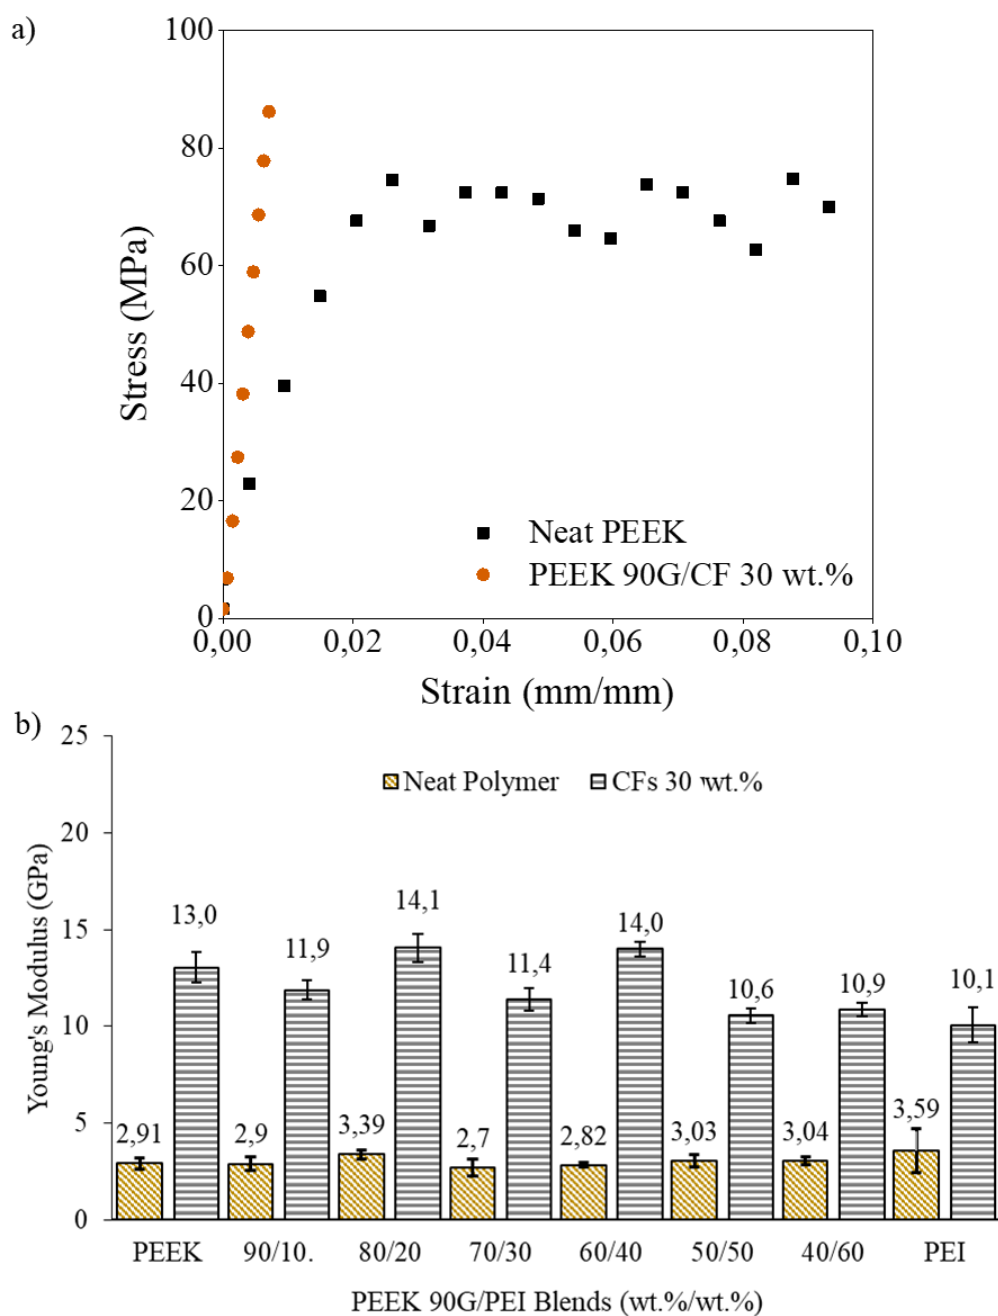 a)
100
80
60
40
20
0
Stress (MPa)
Neat PEEK
PEEK 90G/CF 30 wt.%
0,00 0,02 0,04 0,06 0,08 0,10
Strain (mm/mm)
b)
25
20
15
10
5
0
Young's Modulus (GPa)
Neat Polymer CFs 30 wt.%
13,0 11,9 14,1 11,4 14,0 10,6 10,9 10,1
2,91 2,9 3,39 2,7 2,82 3,03 3,04 3,59
PEEK 90/10. 80/20 70/30 60/40 50/50 40/60 PEI
PEEK 90G/PEI Blends (wt.%/wt.%)